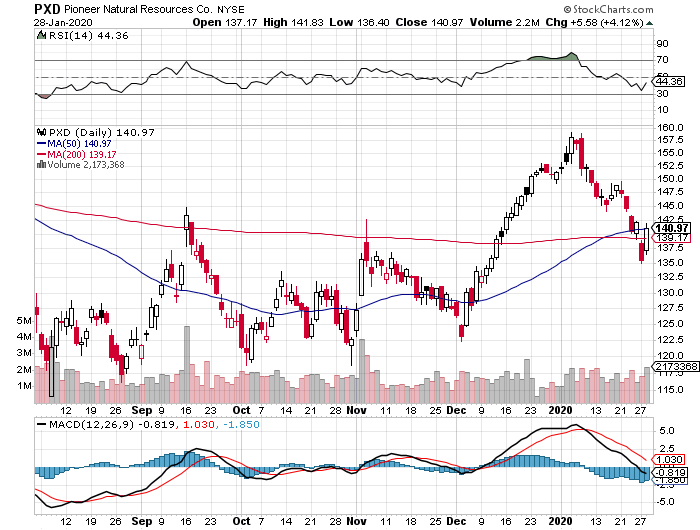 PXD Pioneer Natural Resources Co. NYSE © StockCharts.com
28-Jan-2020 Open 137.17 High 141.83 Low 136.40 Close 140.97 Volume 2.2M Chg +5.58 (+4.12%)
RSI(14) 44.36
90
70
50
44.36
30
10
PXD (Daily) 140.97
MA(50) 140.97
MA(200) 139.17
Volume 2,173,368
160.0
157.5
155.0
152.5
150.0
147.5
145.0
142.5
140.97
139.17
135.0
132.5
130.0
127.5
125.0
122.5
120.0
2173368
115.0
5M
4M
3M
2M
1M
12 19 26 Sep 9 16 23 Oct 7 14 21 28 Nov 11 18 25 Dec 9 16 23 2020 13 21 27
MACD(12,26,9) -0.819, 1.030, -1.850
5.0
2.5
1.030
-0.819
-1.850
-5.0
12 19 26 Sep 9 16 23 Oct 7 14 21 28 Nov 11 18 25 Dec 9 16 23 2020 13 21 27